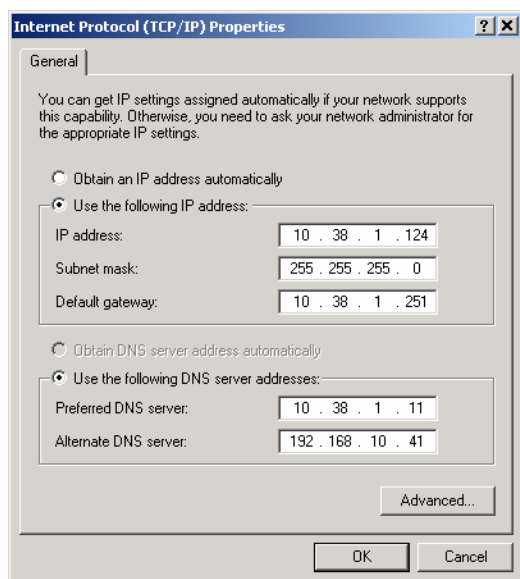 Internet Protocol (TCP/IP) Properties
General
You can get IP settings assigned automatically if your network supports
this capability. Otherwise, you need to ask your network administrator for
the appropriate IP settings.
Obtain an IP address automatically
Use the following IP address:
IP address: 10 . 38 . 1 . 124
Subnet mask: 255 . 255 . 255 . 0
Default gateway: 10 . 38 . 1 . 251
Obtain DNS server address automatically
Use the following DNS server addresses:
Preferred DNS server: 10 . 38 . 1 . 11
Alternate DNS server: 192 . 168 . 10 . 41
Advanced...
OK Cancel